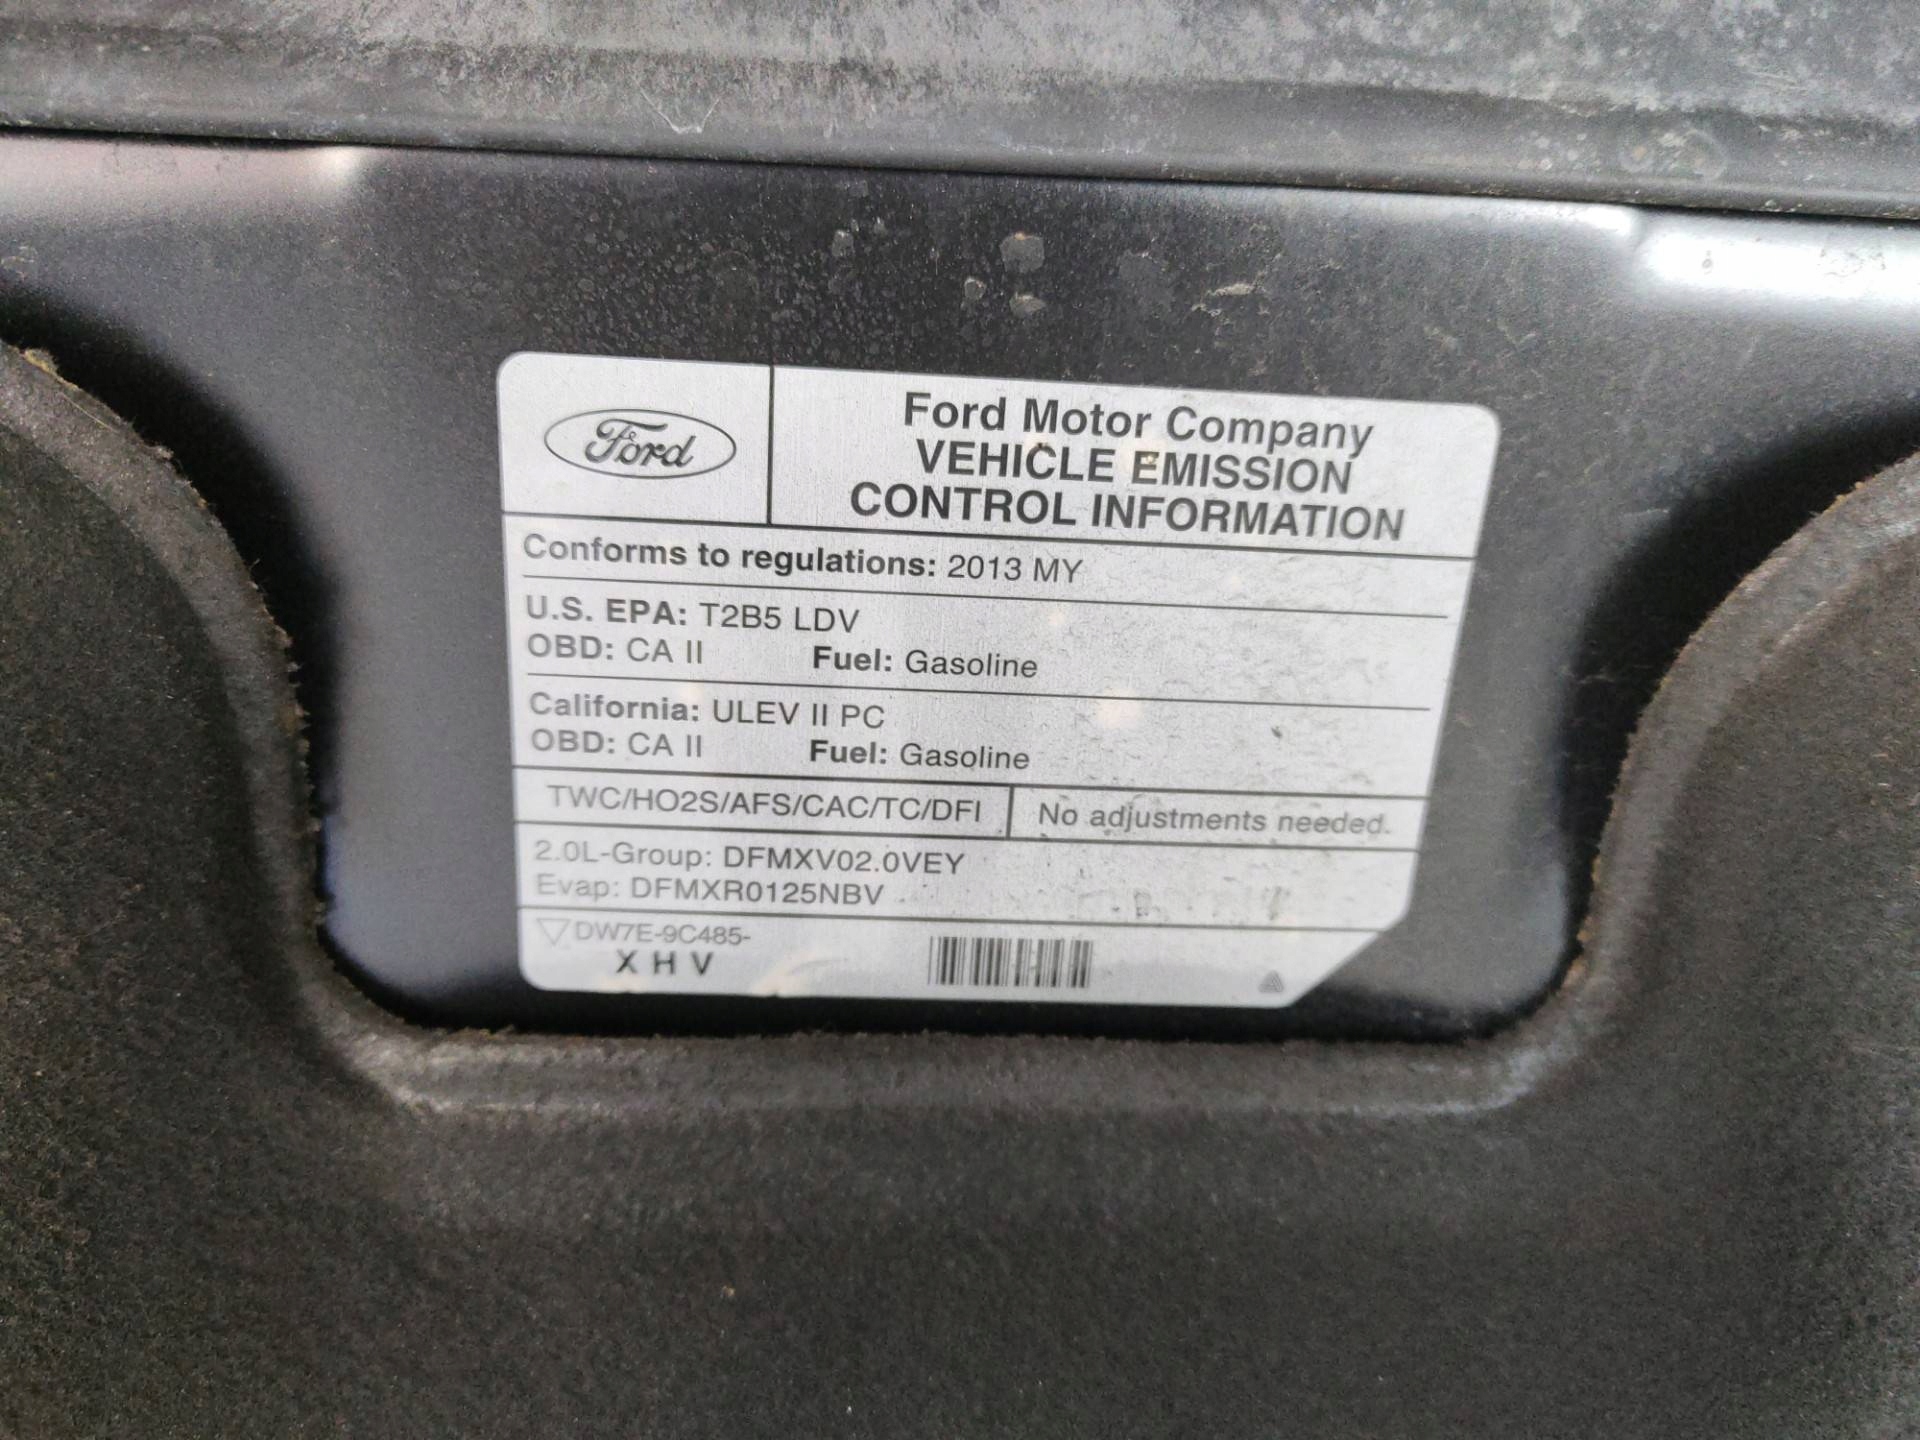 Ford
Ford Motor Company
VEHICLE EMISSION
CONTROL INFORMATION
Conforms to regulations: 2013 MY
U.S. EPA: T2B5 LDV
OBD: CA II Fuel: Gasoline
California: ULEV II PC
OBD: CA II Fuel: Gasoline
TWC/HO2S/AFS/CAC/TC/DFI No adjustments needed.
2.0L-Group: DFMXV02.0VEY
Evap: DFMXR0125NBV
DW7E-9C485-
X H V